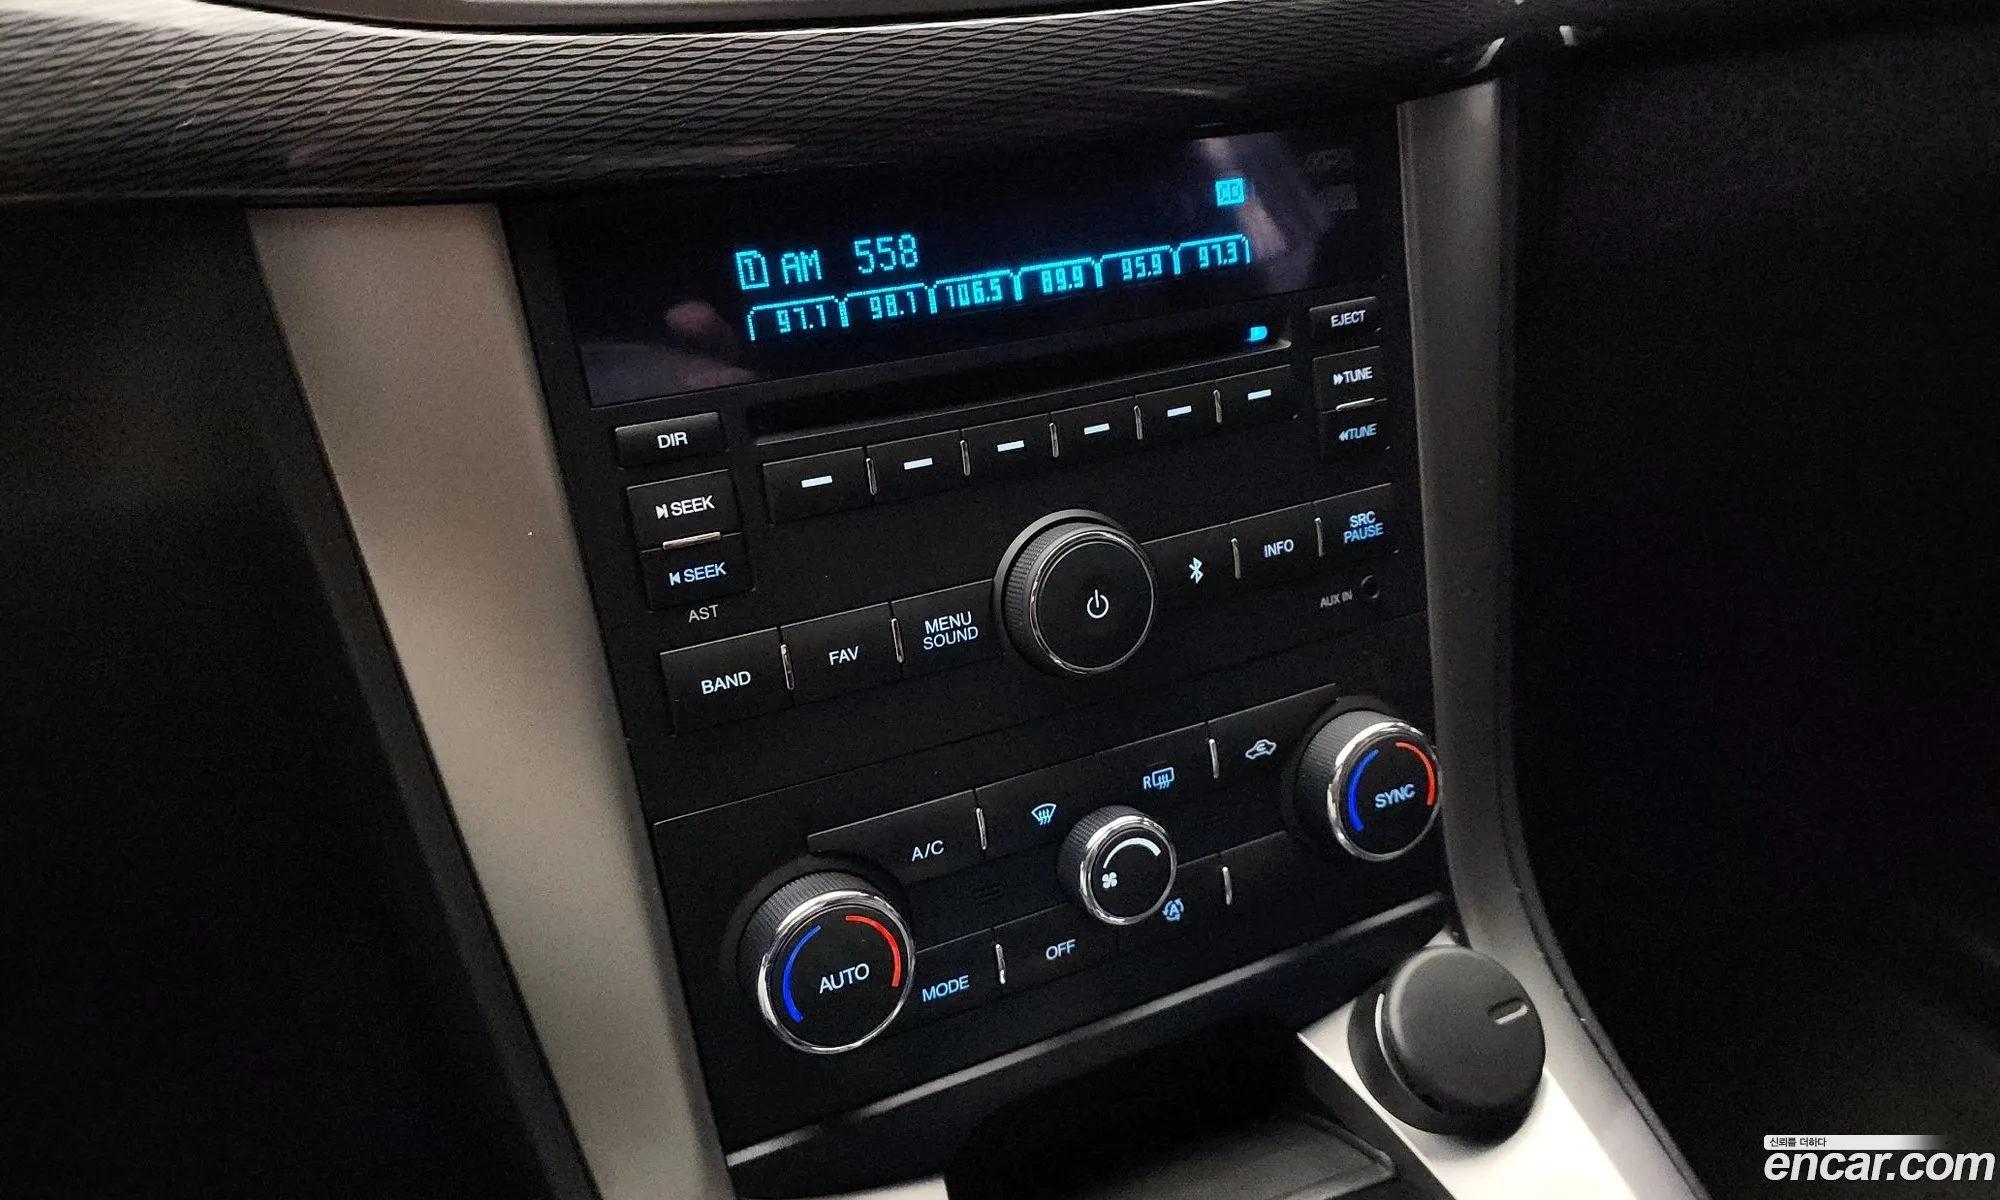 CD
1 AM 558
97.1 98.1 106.5 89.9 95.9 97.3
EJECT
TUNE
TUNE
DIR
SEEK
SEEK
AST
BAND
FAV
MENU
SOUND
INFO
SRC
PAUSE
AUX IN
A/C
R
SYNC
AUTO
MODE
OFF
A
신뢰를 더하다
encar.com